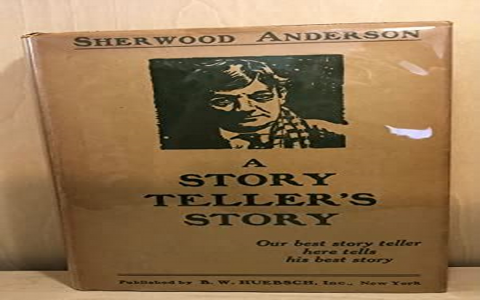 SHERWOOD ANDERSON
A
STORY
TELLER'S
STORY
Our best story teller
here tells
his best story
Published by B. W. HUEBSCH, Inc., New York